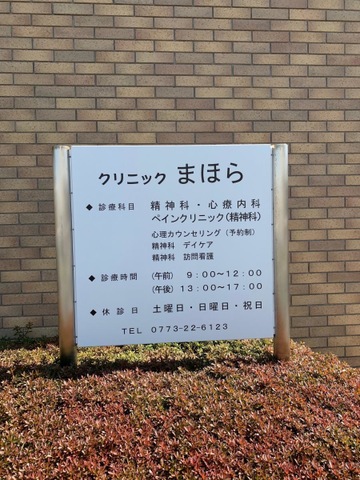 クリニック まほら
◆ 診療科目 精神科・心療内科
ペインクリニック(精神科)
心理カウンセリング (予約制)
精神科 デイケア
精神科 訪問看護
◆ 診療時間 (午前) 9:00〜12:00
(午後) 13:00〜17:00
◆ 休診日 土曜日・日曜日・祝日
TEL 0773-22-6123